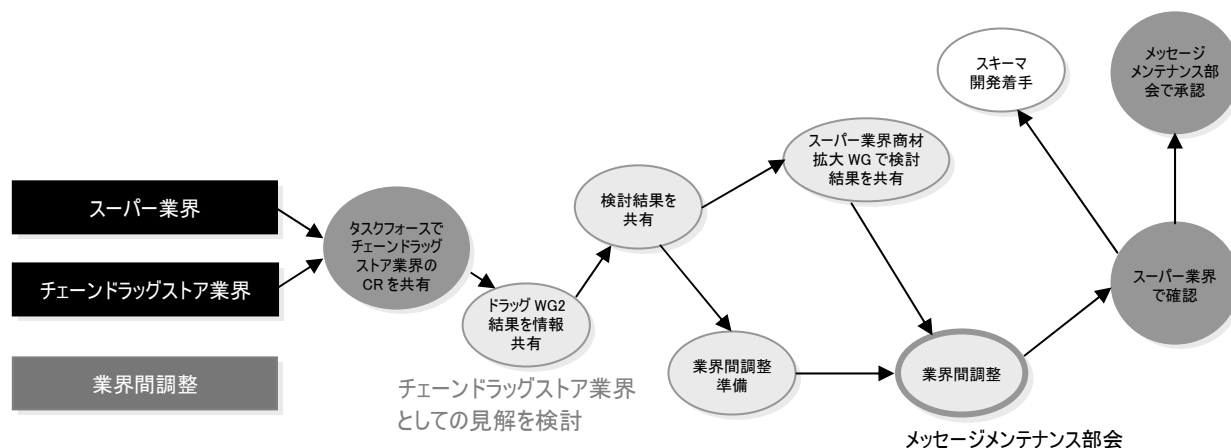 スーパー業界
チェーンドラッグストア業界
業界間調整
タスクフォースで
チェーンドラッグ
ストア業界の
CRを共有
ドラッグWG2
結果を情報
共有
チェーンドラッグストア業界
としての見解を検討
検討結果を
共有
業界間調整
準備
スーパー業界商材
拡大WGで検討
結果を共有
業界間調整
メッセージメンテナンス部会
スキーマ
開発着手
スーパー業界
で確認
メッセージ
メンテナンス部
会で承認